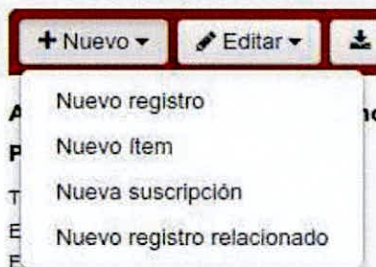 + Nuevo ▾ Editar ▾
Nuevo registro
Nuevo ítem
Nueva suscripción
Nuevo registro relacionado